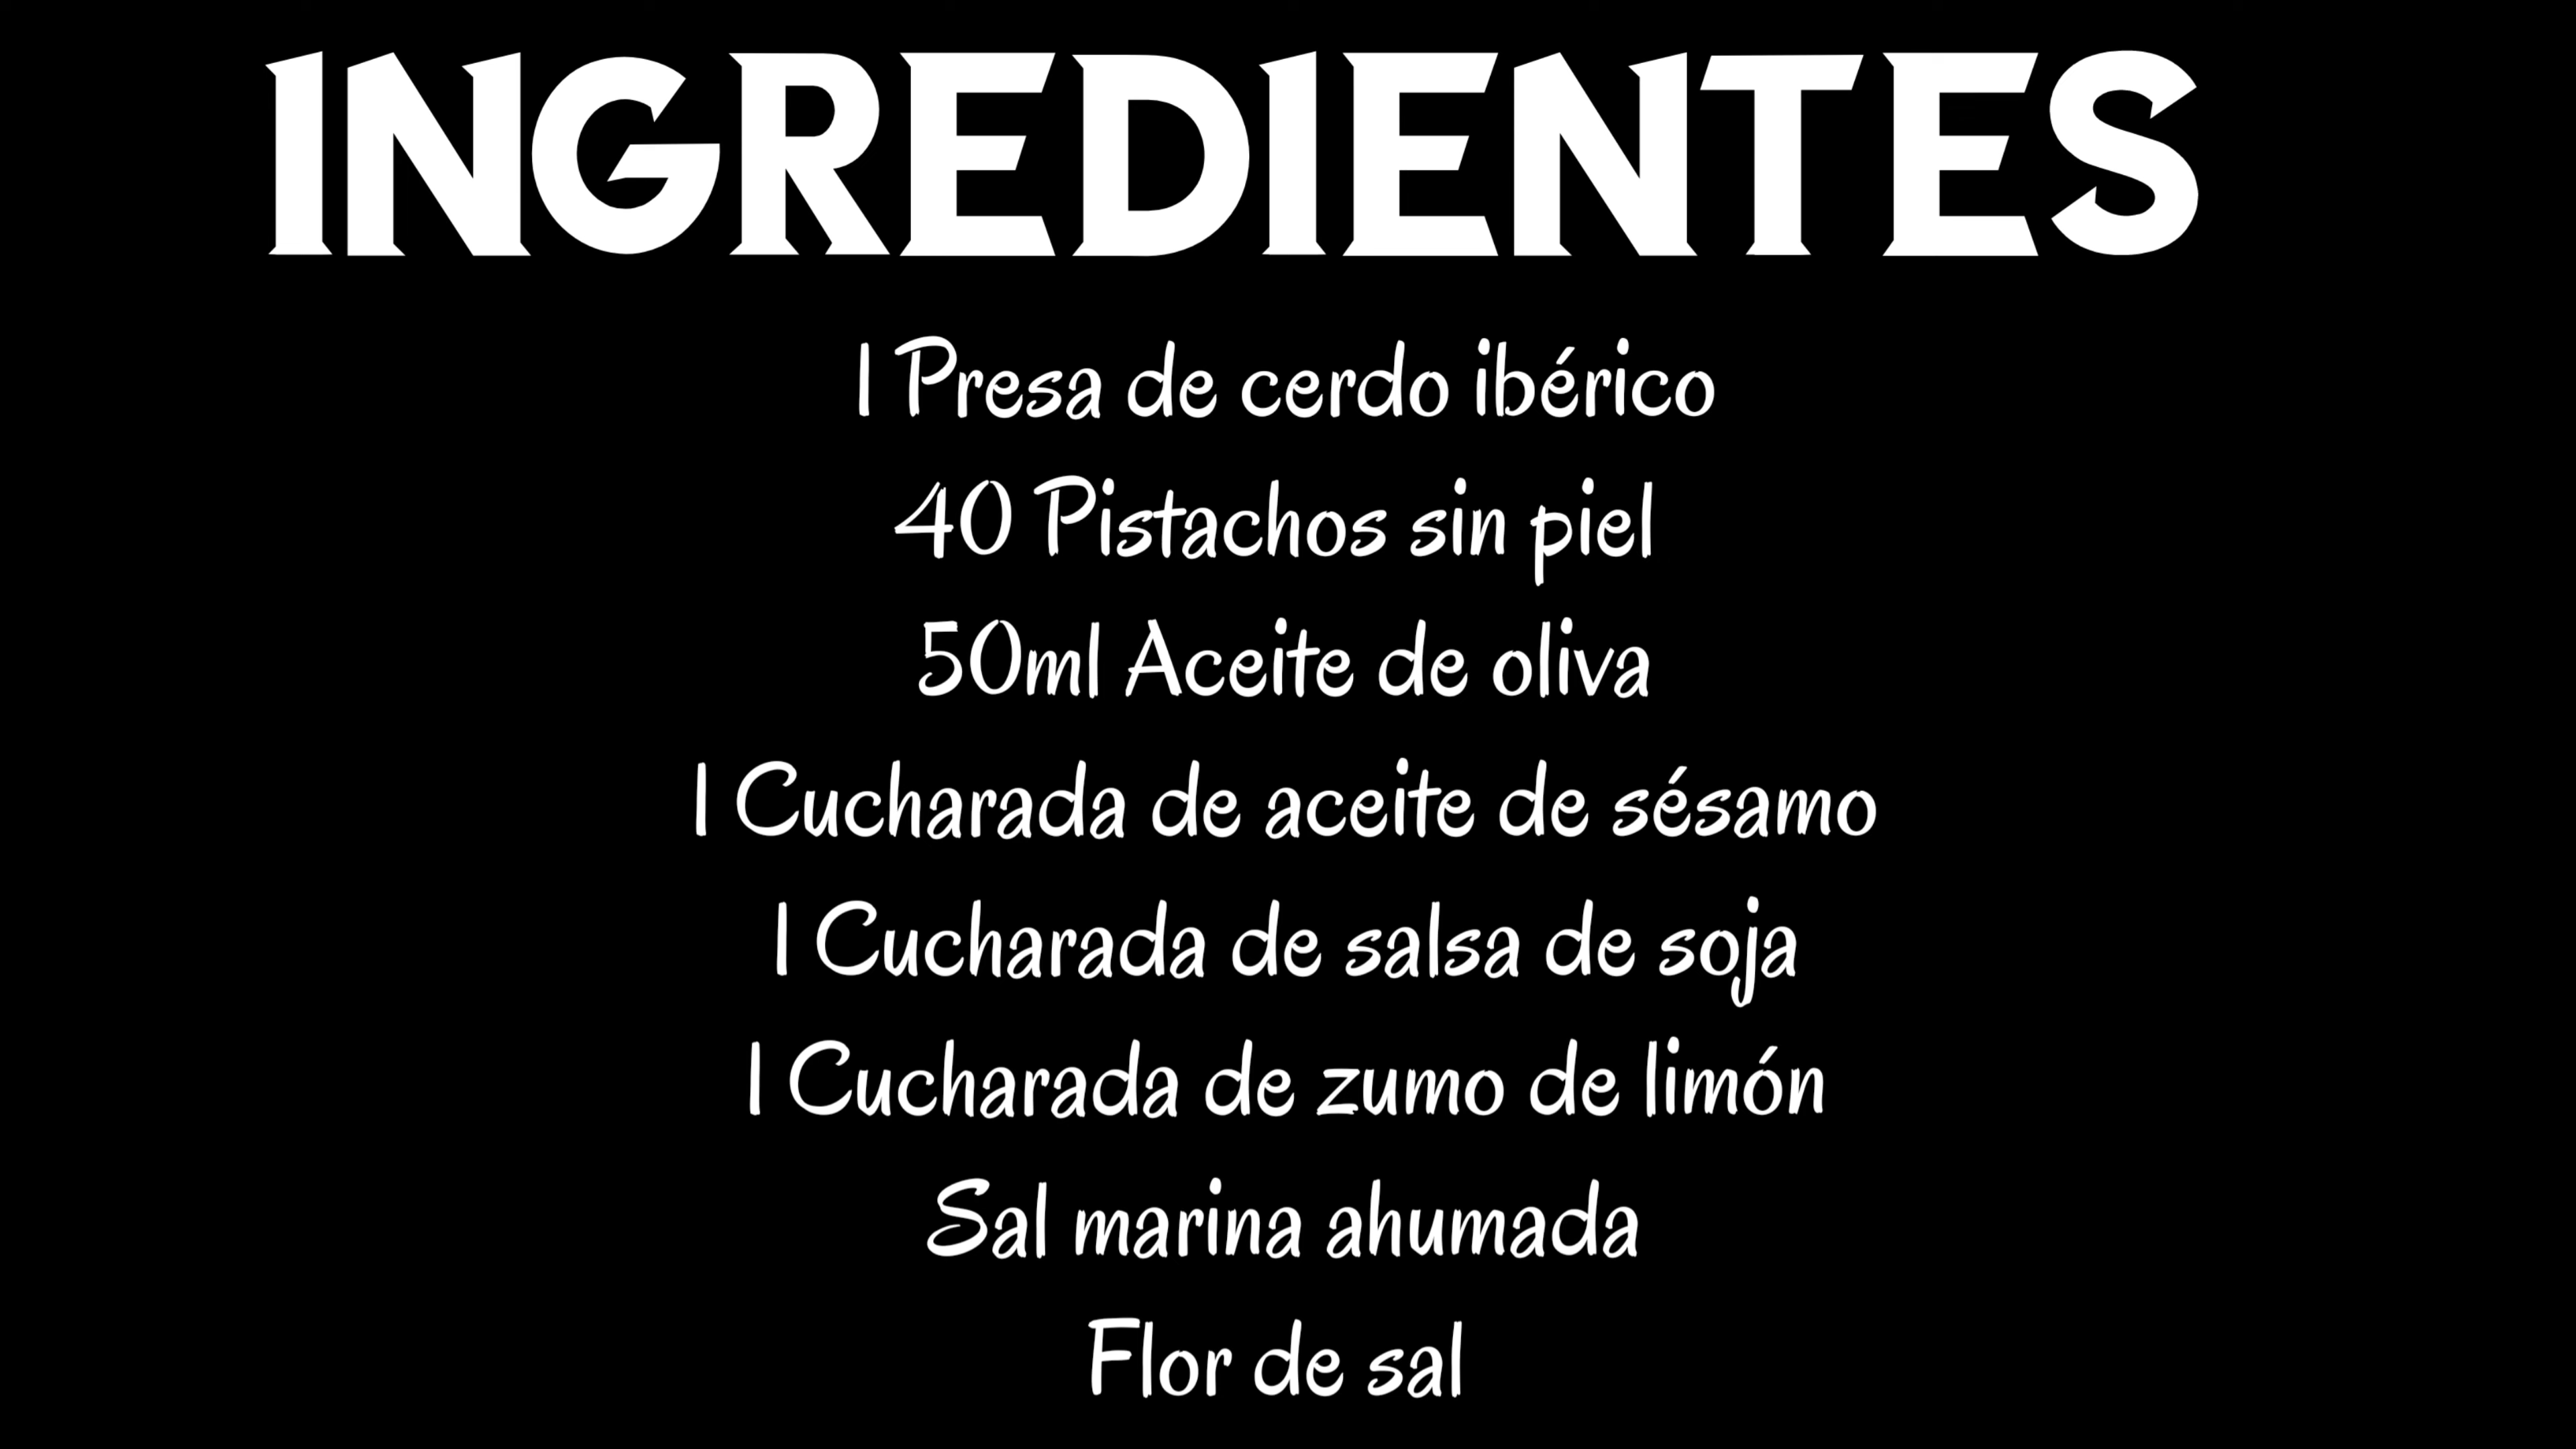 INGREDIENTES
1 Presa de cerdo ibérico
40 Pistachos sin piel
50ml Aceite de oliva
1 Cucharada de aceite de sésamo
1 Cucharada de salsa de soja
1 Cucharada de zumo de limón
Sal marina ahumada
Flor de sal